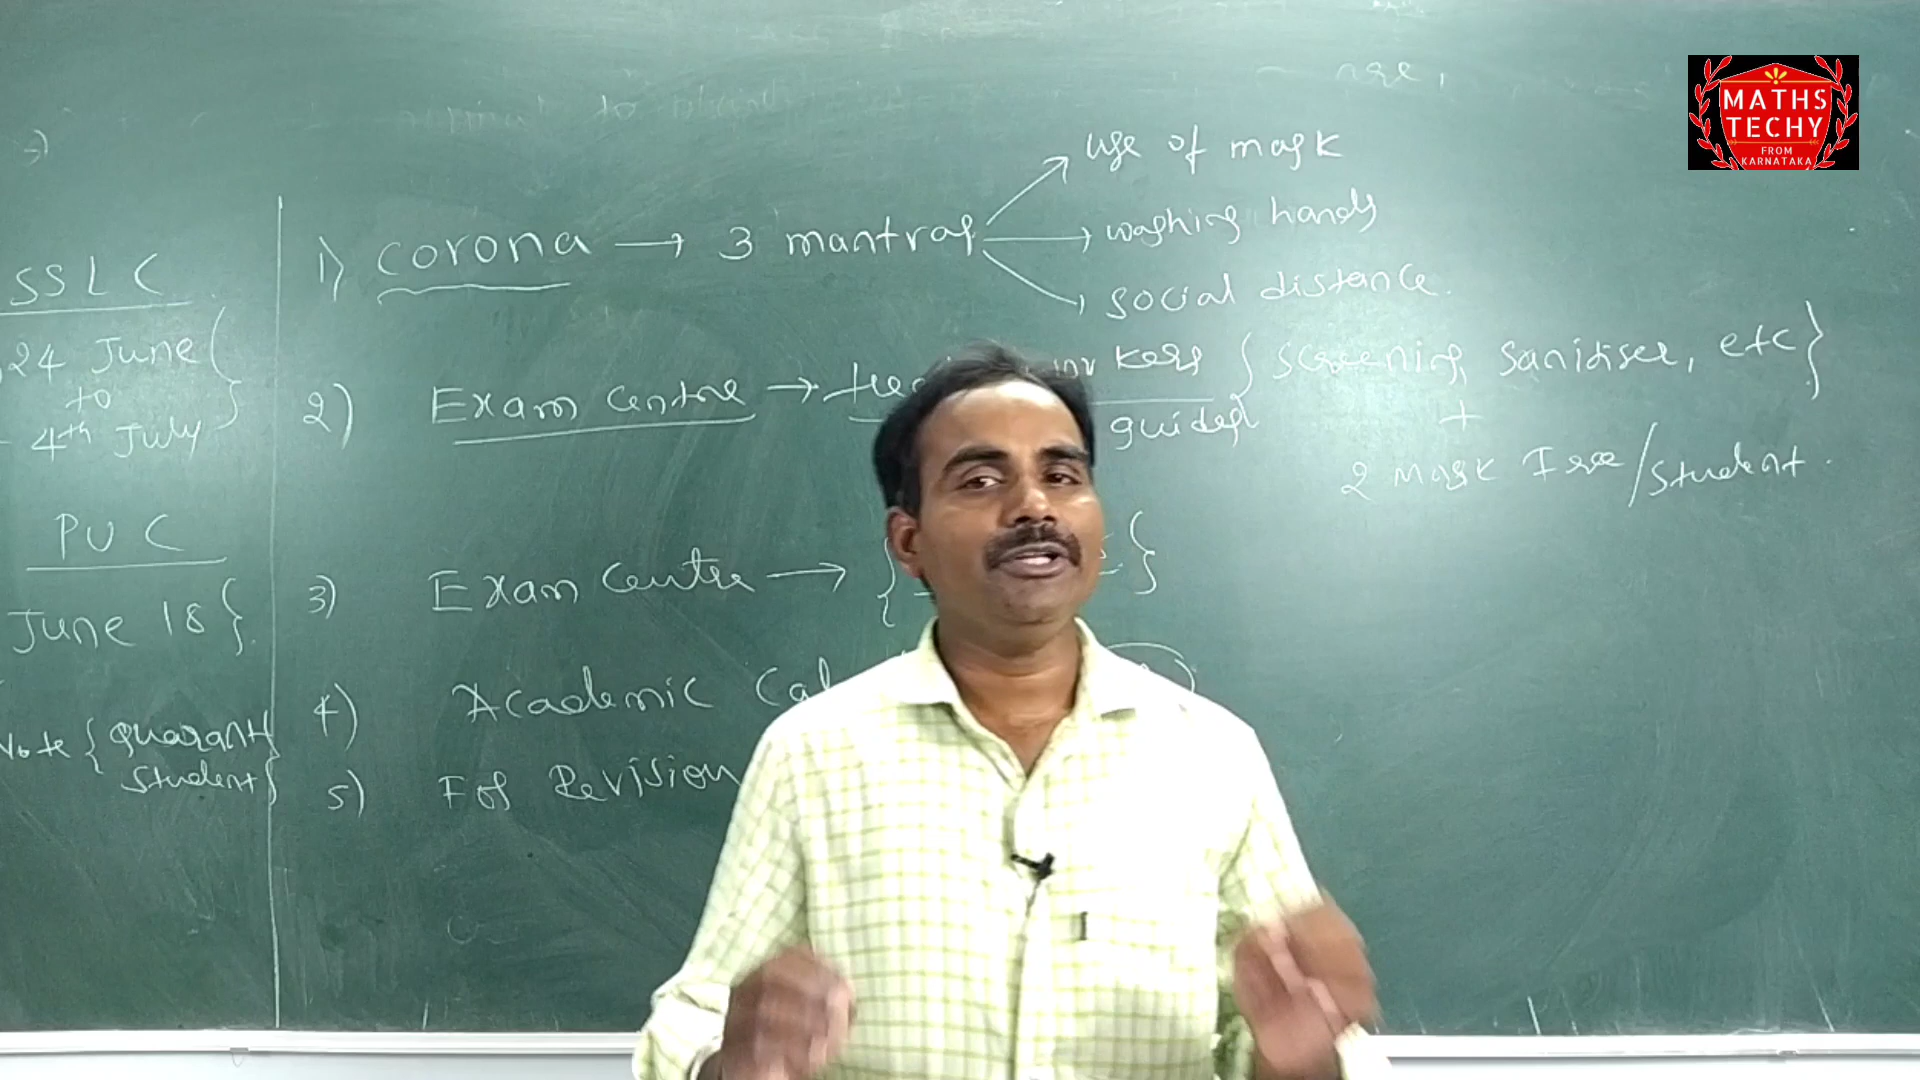 MATHS
TECHY
FROM
KARNATAKA
SSLC
24 June
to
4th July
PUC
June 18
Note { quarant
student }
1) corona → 3 mantras
use of mask
washing hands
social distance.
2) Exam Centre → { screening, sanitiser, etc }
guides
+
2 mask Free / student.
3) Exam Centre → { }
4) Academic
5) For Revision